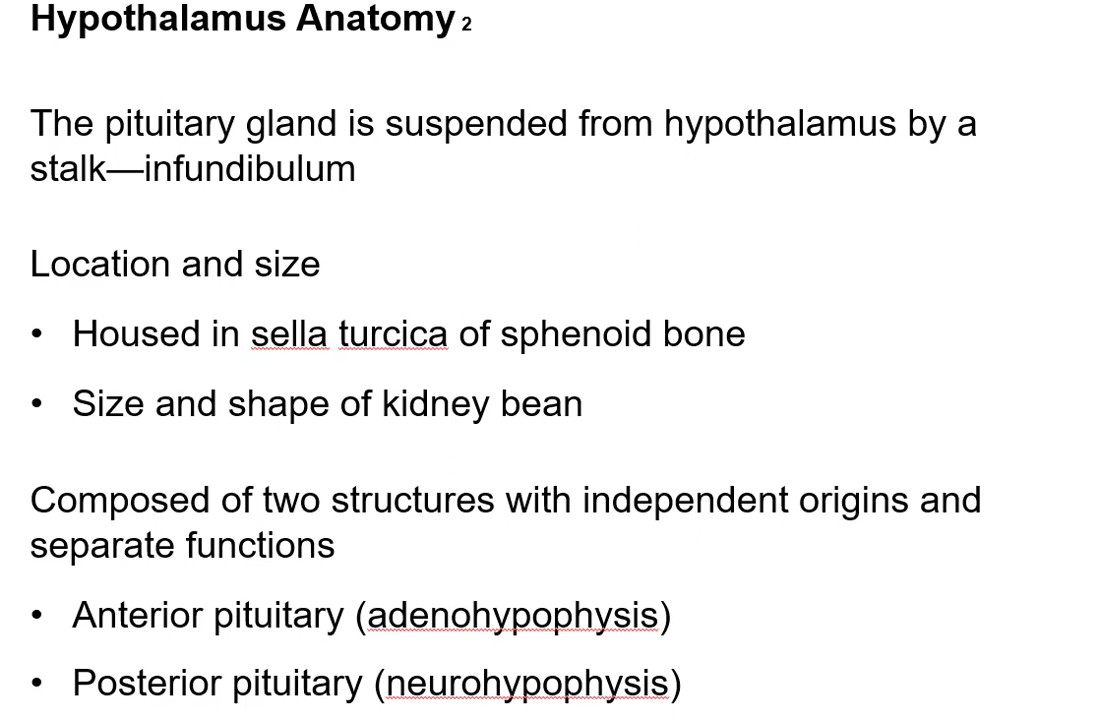 Hypothalamus Anatomy 2
The pituitary gland is suspended from hypothalamus by a
stalk—infundibulum
Location and size
• Housed in sella turcica of sphenoid bone
• Size and shape of kidney bean
Composed of two structures with independent origins and
separate functions
• Anterior pituitary (adenohypophysis)
• Posterior pituitary (neurohypophysis)